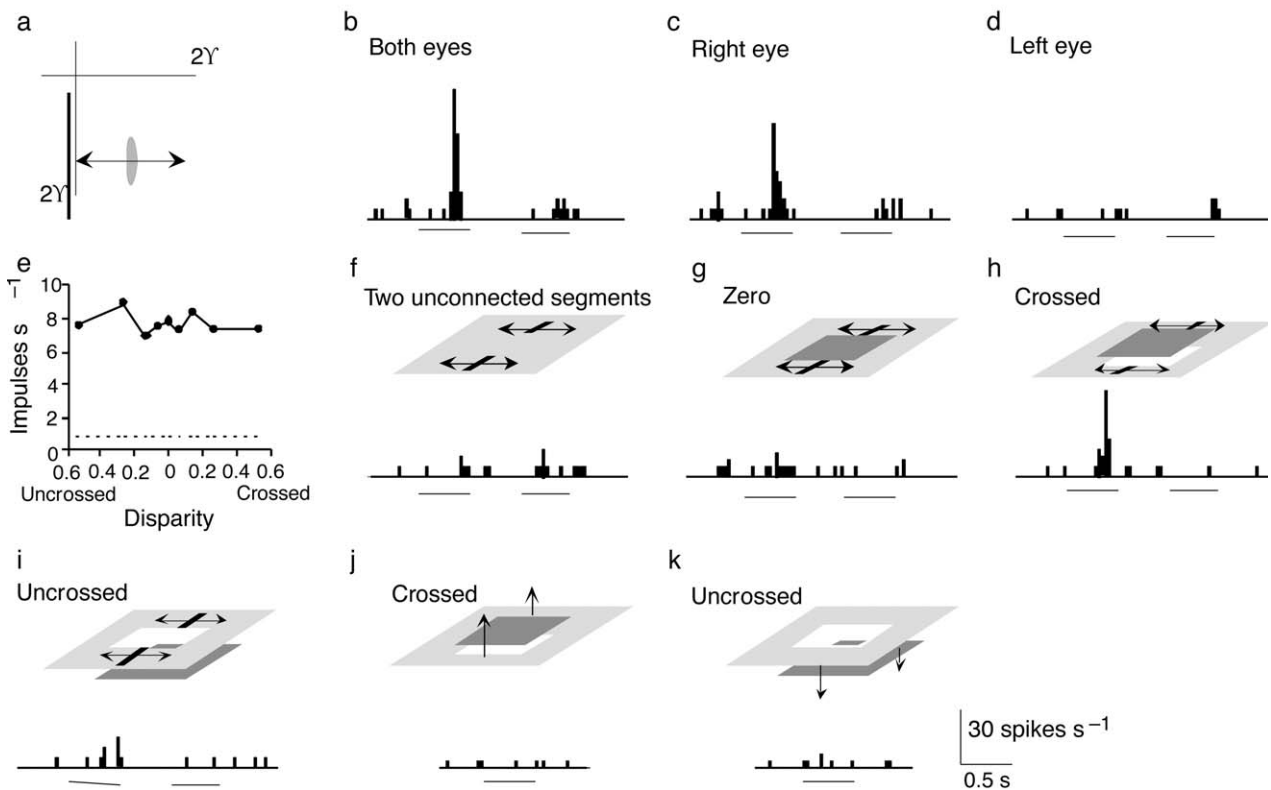 a
2ϒ
2ϒ
b
Both eyes
c
Right eye
d
Left eye
e
Impulses s −1
10
8
6
4
2
0
0.6 0.4 0.2 0 0.2 0.4 0.6
Uncrossed Crossed
Disparity
f
Two unconnected segments
g
Zero
h
Crossed
i
Uncrossed
j
Crossed
k
Uncrossed
30 spikes s −1
0.5 s